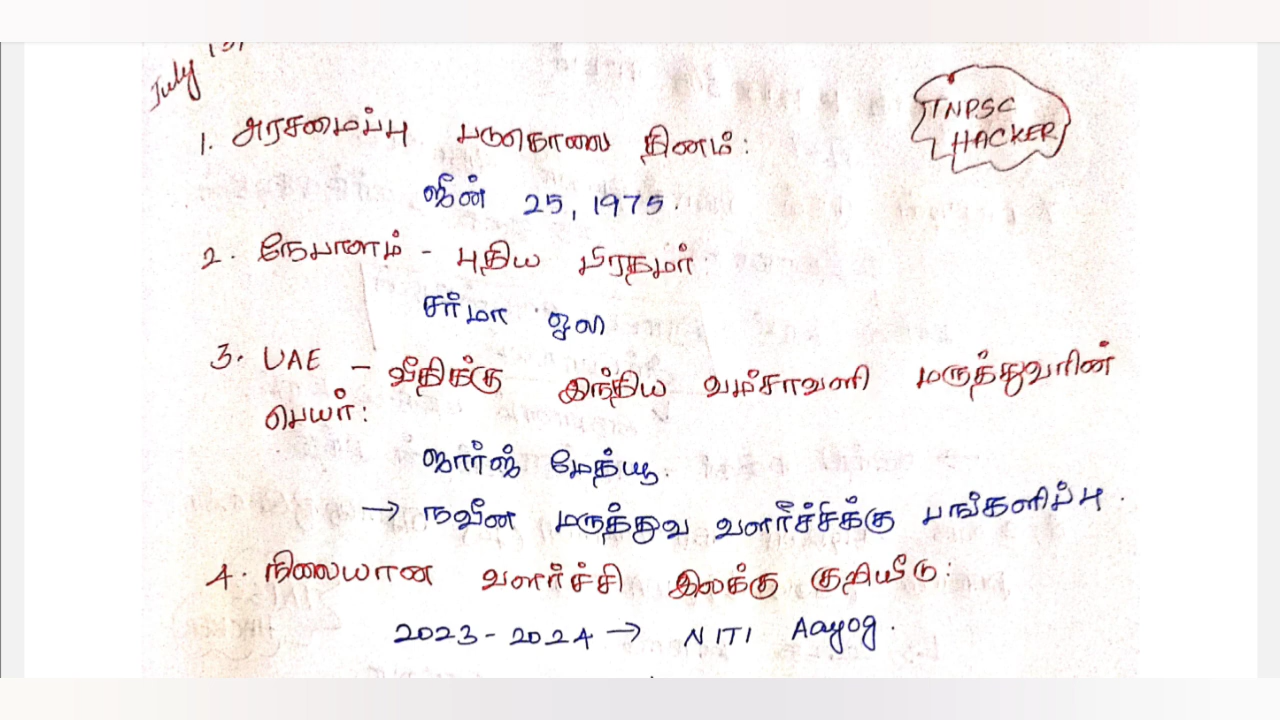 July 15,
TNPSC
HACKER
1. அரசமைப்பு படுகொலை தினம் :
ஜூன் 25, 1975.
2. நேபாளம் - புதிய பிரதமர்
சர்மா ஒலி
3. UAE - வீதிக்கு இந்திய வம்சாவளி மருத்துவரின்
பெயர் :
ஜார்ஜ் மேத்யூ.
→ நவீன மருத்துவ வளர்ச்சிக்கு பங்களிப்பு.
4. நிலையான வளர்ச்சி இலக்கு குறியீடு :
2023-2024 → NITI Aayog.